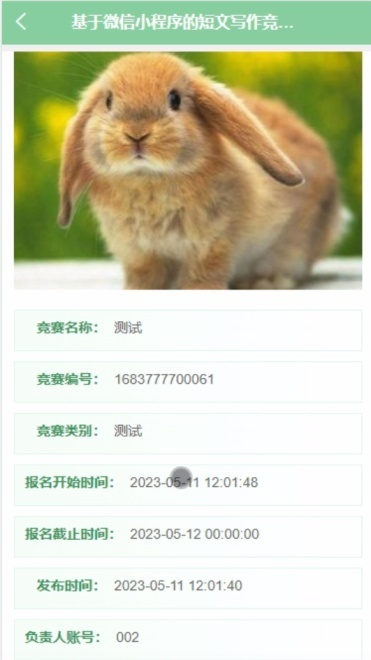 基于微信小程序的短文写作竞...
竞赛名称： 测试
竞赛编号： 1683777700061
竞赛类别： 测试
报名开始时间： 2023-05-11 12:01:48
报名截止时间： 2023-05-12 00:00:00
发布时间： 2023-05-11 12:01:40
负责人账号： 002